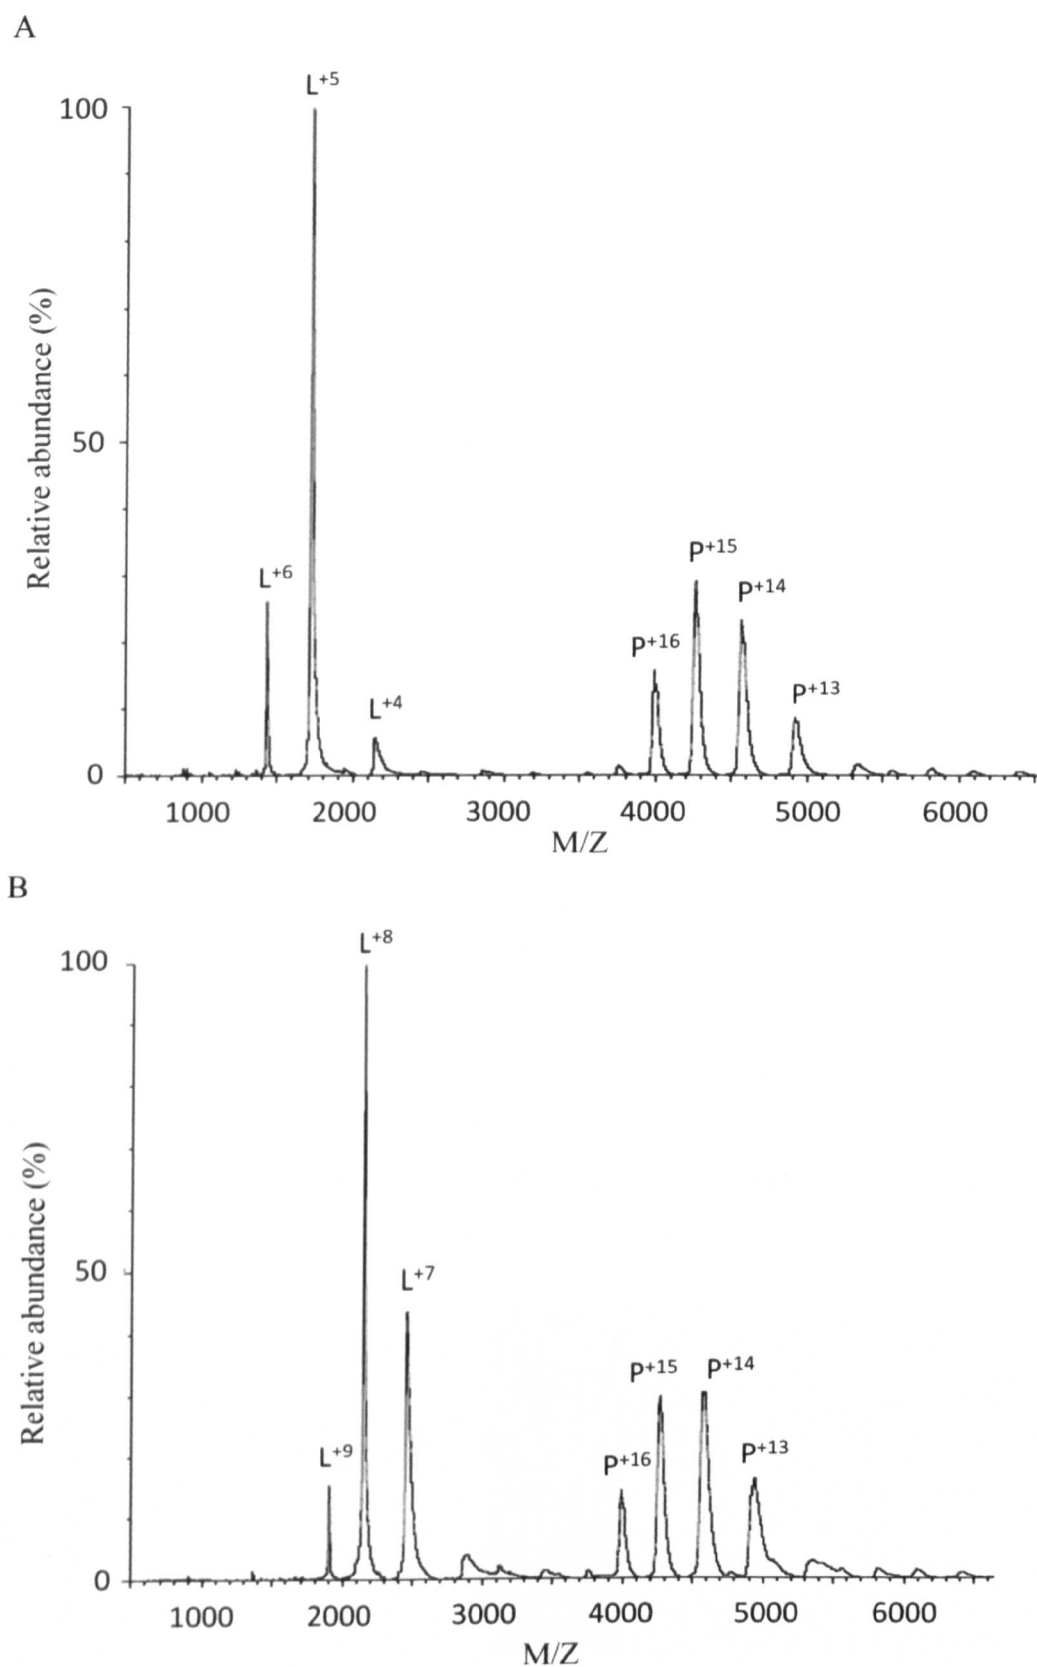 A
L+5
100
Relative abundance (%)
50
P+15
L+6
P+14
P+16
L+4
P+13
0
1000 2000 3000 4000 5000 6000
M/Z
B
L+8
100
Relative abundance (%)
50
L+7
P+15 P+14
L+9
P+16
P+13
0
1000 2000 3000 4000 5000 6000
M/Z